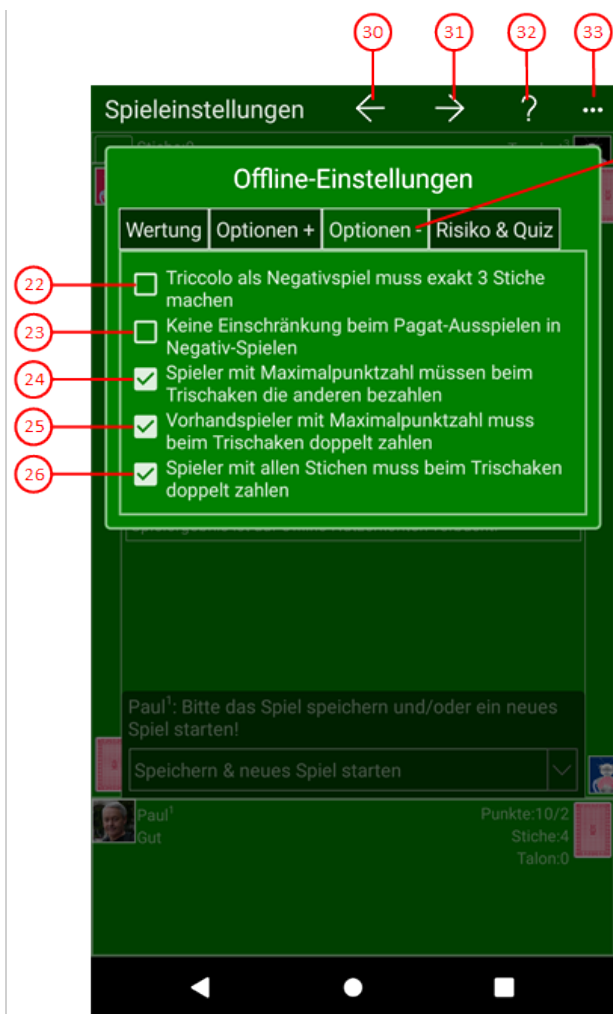 30 31 32 33
Spieleinstellungen ← → ? ...
Offline-Einstellungen
Wertung Optionen + Optionen - Risiko & Quiz
22 Triccolo als Negativspiel muss exakt 3 Stiche
machen
23 Keine Einschränkung beim Pagat-Ausspielen in
Negativ-Spielen
24 Spieler mit Maximalpunktzahl müssen beim
Trischaken die anderen bezahlen
25 Vorhandspieler mit Maximalpunktzahl muss
beim Trischaken doppelt zahlen
26 Spieler mit allen Stichen muss beim Trischaken
doppelt zahlen
Paul¹: Bitte das Spiel speichern und/oder ein neues
Spiel starten!
Speichern & neues Spiel starten
Paul¹ Punkte:10/2
Gut Stiche:4
Talon:0